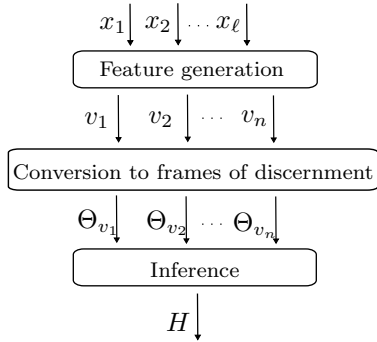 x₁ x₂ ... xℓ
Feature generation
v₁ v₂ ... vₙ
Conversion to frames of discernment
Θᵥ₁ Θᵥ₂ ... Θᵥₙ
Inference
H